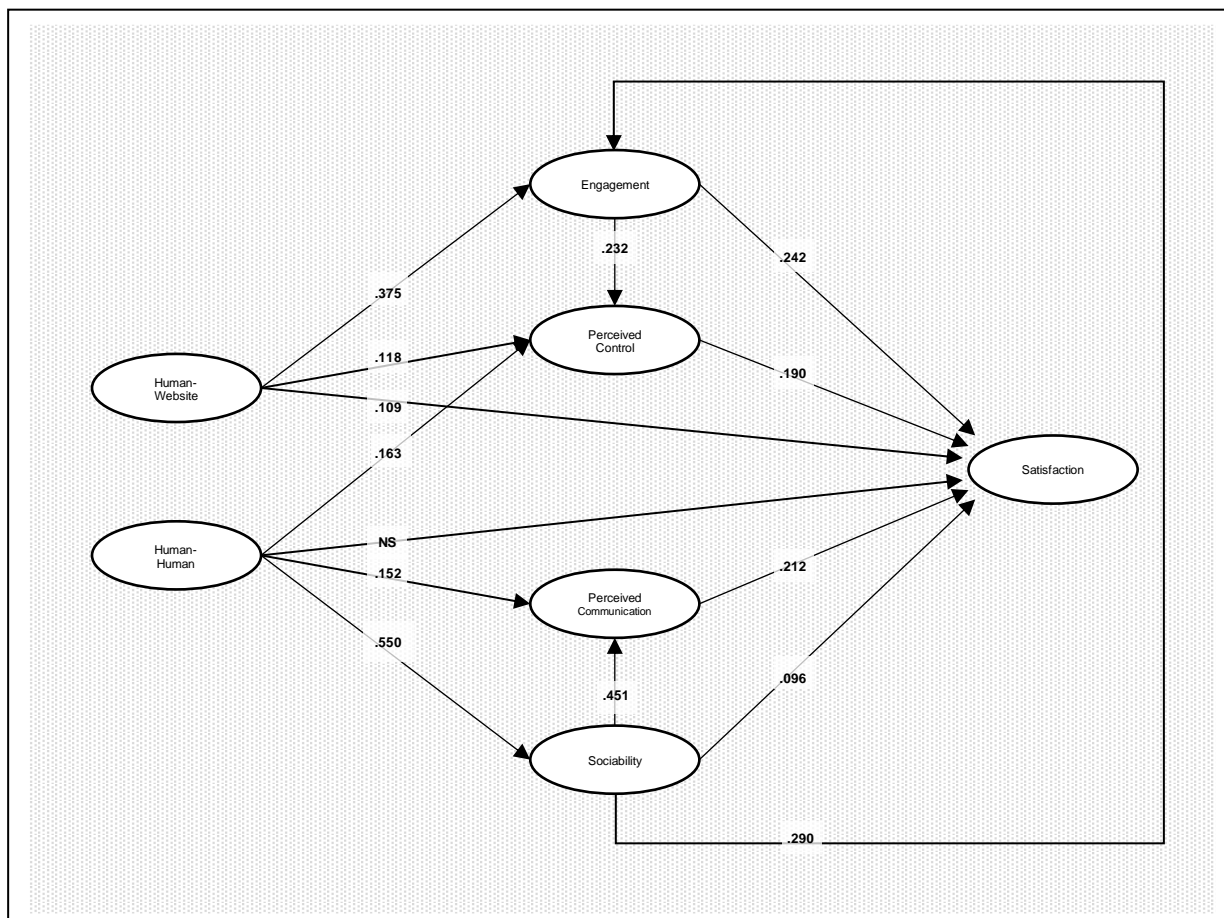 Engagement
.232
.242
.375
Perceived
Control
.118
.190
Human-
Website
.109
.163
Satisfaction
NS
Human-
Human
.152
.212
Perceived
Communication
.550
.096
.451
Sociability
.290